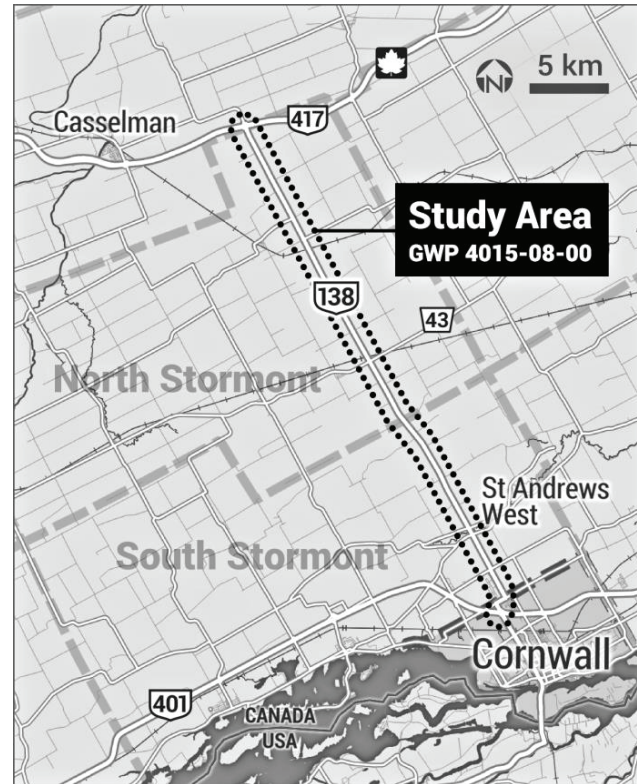 5 km
N
417
Casselman
Study Area
GWP 4015-08-00
138
43
North Stormont
St Andrews
West
South Stormont
Cornwall
401
CANADA
USA